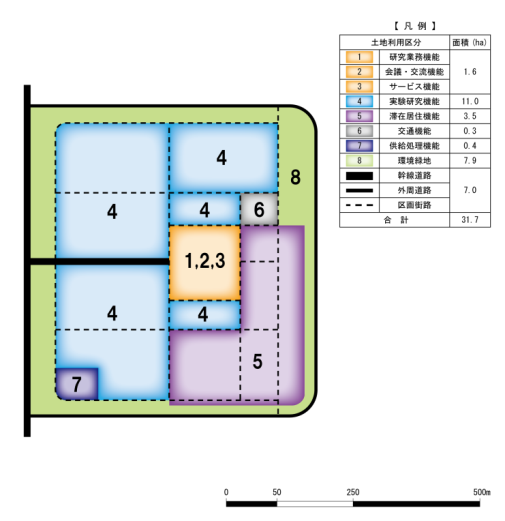 【 凡 例 】
土地利用区分 面積 (ha)
1 研究業務機能
2 会議・交流機能 1.6
3 サービス機能
4 実験研究機能 11.0
5 滞在居住機能 3.5
6 交通機能 0.3
7 供給処理機能 0.4
8 環境緑地 7.9
幹線道路
外周道路 7.0
区画街路
合 計 31.7
4
8
4
4
6
1,2,3
4
4
5
7
0 50 250 500m